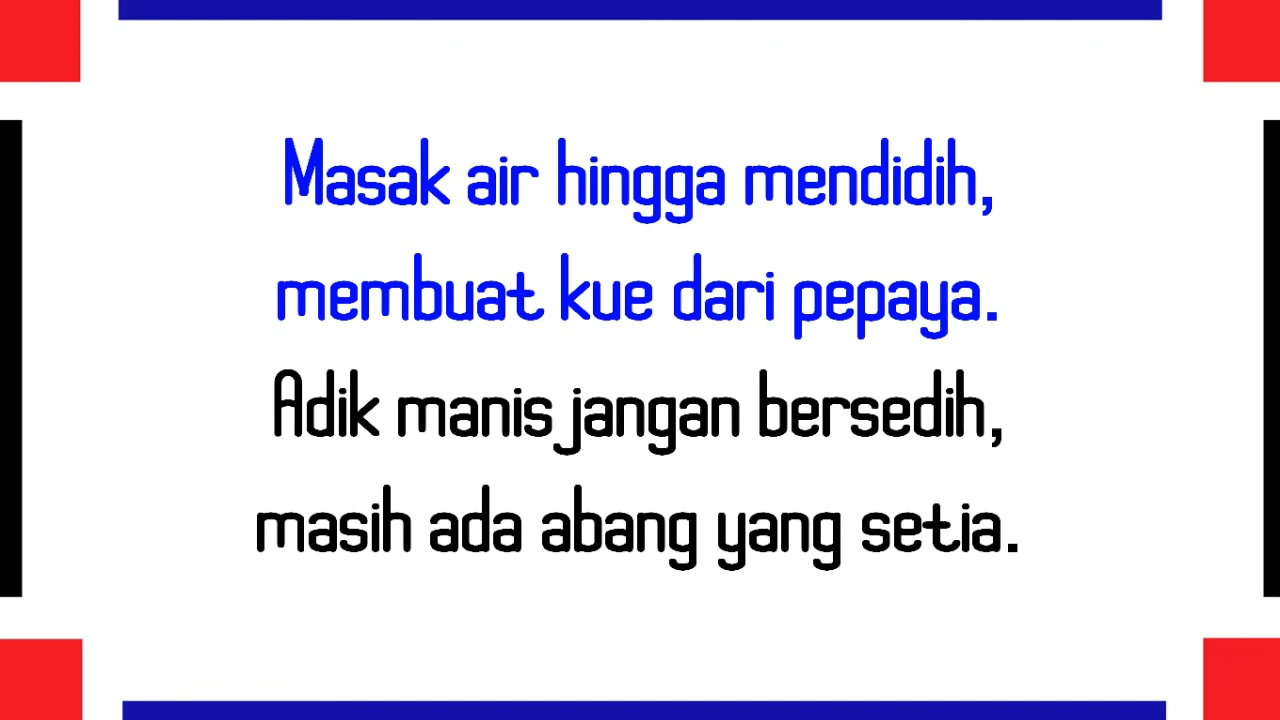 Masak air hingga mendidih,
membuat kue dari pepaya.
Adik manis jangan bersedih,
masih ada abang yang setia.